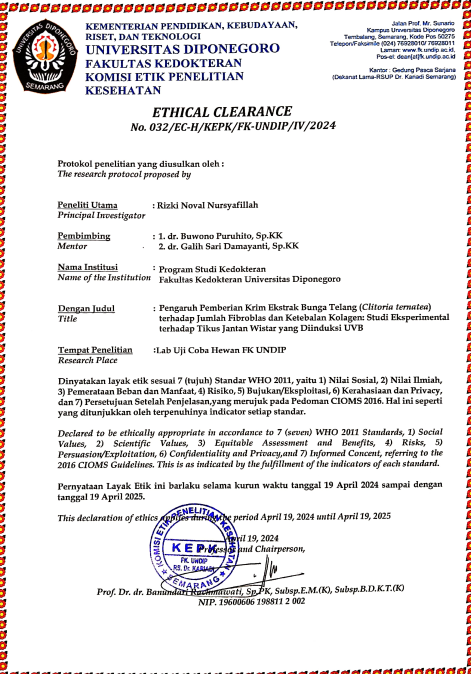 UNIVERSITAS DIPONEGORO
SEMARANG
KEMENTERIAN PENDIDIKAN, KEBUDAYAAN,
RISET, DAN TEKNOLOGI
UNIVERSITAS DIPONEGORO
FAKULTAS KEDOKTERAN
KOMISI ETIK PENELITIAN
KESEHATAN
Jalan Prof. Mr. Sunario
Kampus Universitas Diponegoro
Tembalang, Semarang, Kode Pos 50275
Telepon/Faksimile (024) 76928010/ 76928011
Laman: www.fk.undip.ac.id.
Pos-el: dean[at]fk.undip.ac.id
Kantor : Gedung Pasca Sarjana
(Dekanat Lama-RSUP Dr. Kariadi Semarang)
ETHICAL CLEARANCE
No. 032/EC-H/KEPK/FK-UNDIP/IV/2024
Protokol penelitian yang diusulkan oleh :
The research protocol proposed by
Peneliti Utama : Rizki Noval Nursyafillah
Principal Investigator
Pembimbing : 1. dr. Buwono Puruhito, Sp.KK
Mentor 2. dr. Galih Sari Damayanti, Sp.KK
Nama Institusi : Program Studi Kedokteran
Name of the Institution Fakultas Kedokteran Universitas Diponegoro
Dengan Judul : Pengaruh Pemberian Krim Ekstrak Bunga Telang (Clitoria ternatea)
Title terhadap Jumlah Fibroblas dan Ketebalan Kolagen: Studi Eksperimental
terhadap Tikus Jantan Wistar yang Diinduksi UVB
Tempat Penelitian :Lab Uji Coba Hewan FK UNDIP
Research Place
Dinyatakan layak etik sesuai 7 (tujuh) Standar WHO 2011, yaitu 1) Nilai Sosial, 2) Nilai Ilmiah,
3) Pemerataan Beban dan Manfaat, 4) Risiko, 5) Bujukan/Eksploitasi, 6) Kerahasiaan dan Privacy,
dan 7) Persetujuan Setelah Penjelasan,yang merujuk pada Pedoman CIOMS 2016. Hal ini seperti
yang ditunjukkan oleh terpenuhinya indikator setiap standar.
Declared to be ethically appropriate in accordance to 7 (seven) WHO 2011 Standards, 1) Social
Values, 2) Scientific Values, 3) Equitable Assessment and Benefits, 4) Risks, 5)
Persuasion/Exploitation, 6) Confidentiality and Privacy,and 7) Informed Concent, referring to the
2016 CIOMS Guidelines. This is as indicated by the fulfillment of the indicators of each standard.
Pernyataan Layak Etik ini barlaku selama kurun waktu tanggal 19 April 2024 sampai dengan
tanggal 19 April 2025.
This declaration of ethics applies during the period April 19, 2024 until April 19, 2025
April 19, 2024
Professor and Chairperson,
KOMISI ETIK PENELITIAN KESEHATAN
KEPK
FK. UNDIP
RS. Dr. KARIADI
SEMARANG
Prof. Dr. dr. Banundari Rachmawati, Sp.PK, Subsp.E.M.(K), Subsp.B.D.K.T.(K)
NIP. 19600606 198811 2 002